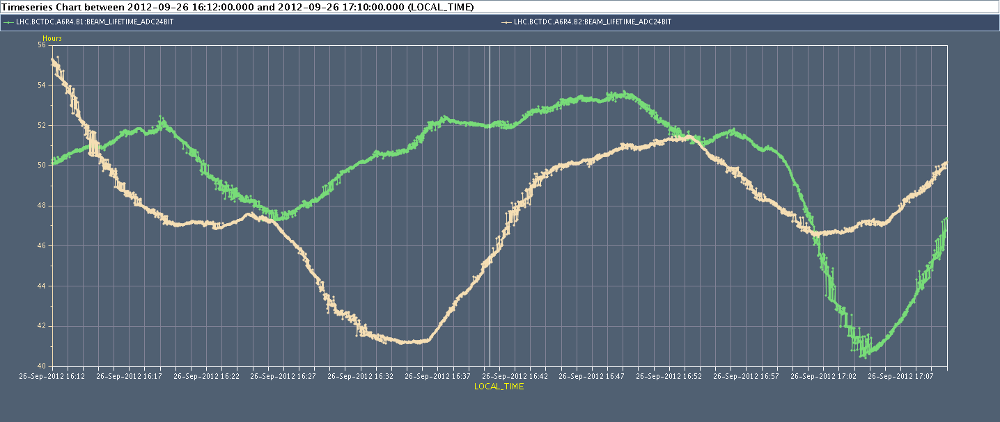 Timeseries Chart between 2012-09-26 16:12:00.000 and 2012-09-26 17:10:00.000 (LOCAL_TIME)
LHC.BCTDC.A6R4.B1:BEAM_LIFETIME_ADC24BIT LHC.BCTDC.A6R4.B2:BEAM_LIFETIME_ADC24BIT
Hours
56
54
52
50
48
46
44
42
40
26-Sep-2012 16:12 26-Sep-2012 16:17 26-Sep-2012 16:22 26-Sep-2012 16:27 26-Sep-2012 16:32 26-Sep-2012 16:37 26-Sep-2012 16:42 26-Sep-2012 16:47 26-Sep-2012 16:52 26-Sep-2012 16:57 26-Sep-2012 17:02 26-Sep-2012 17:07
LOCAL_TIME